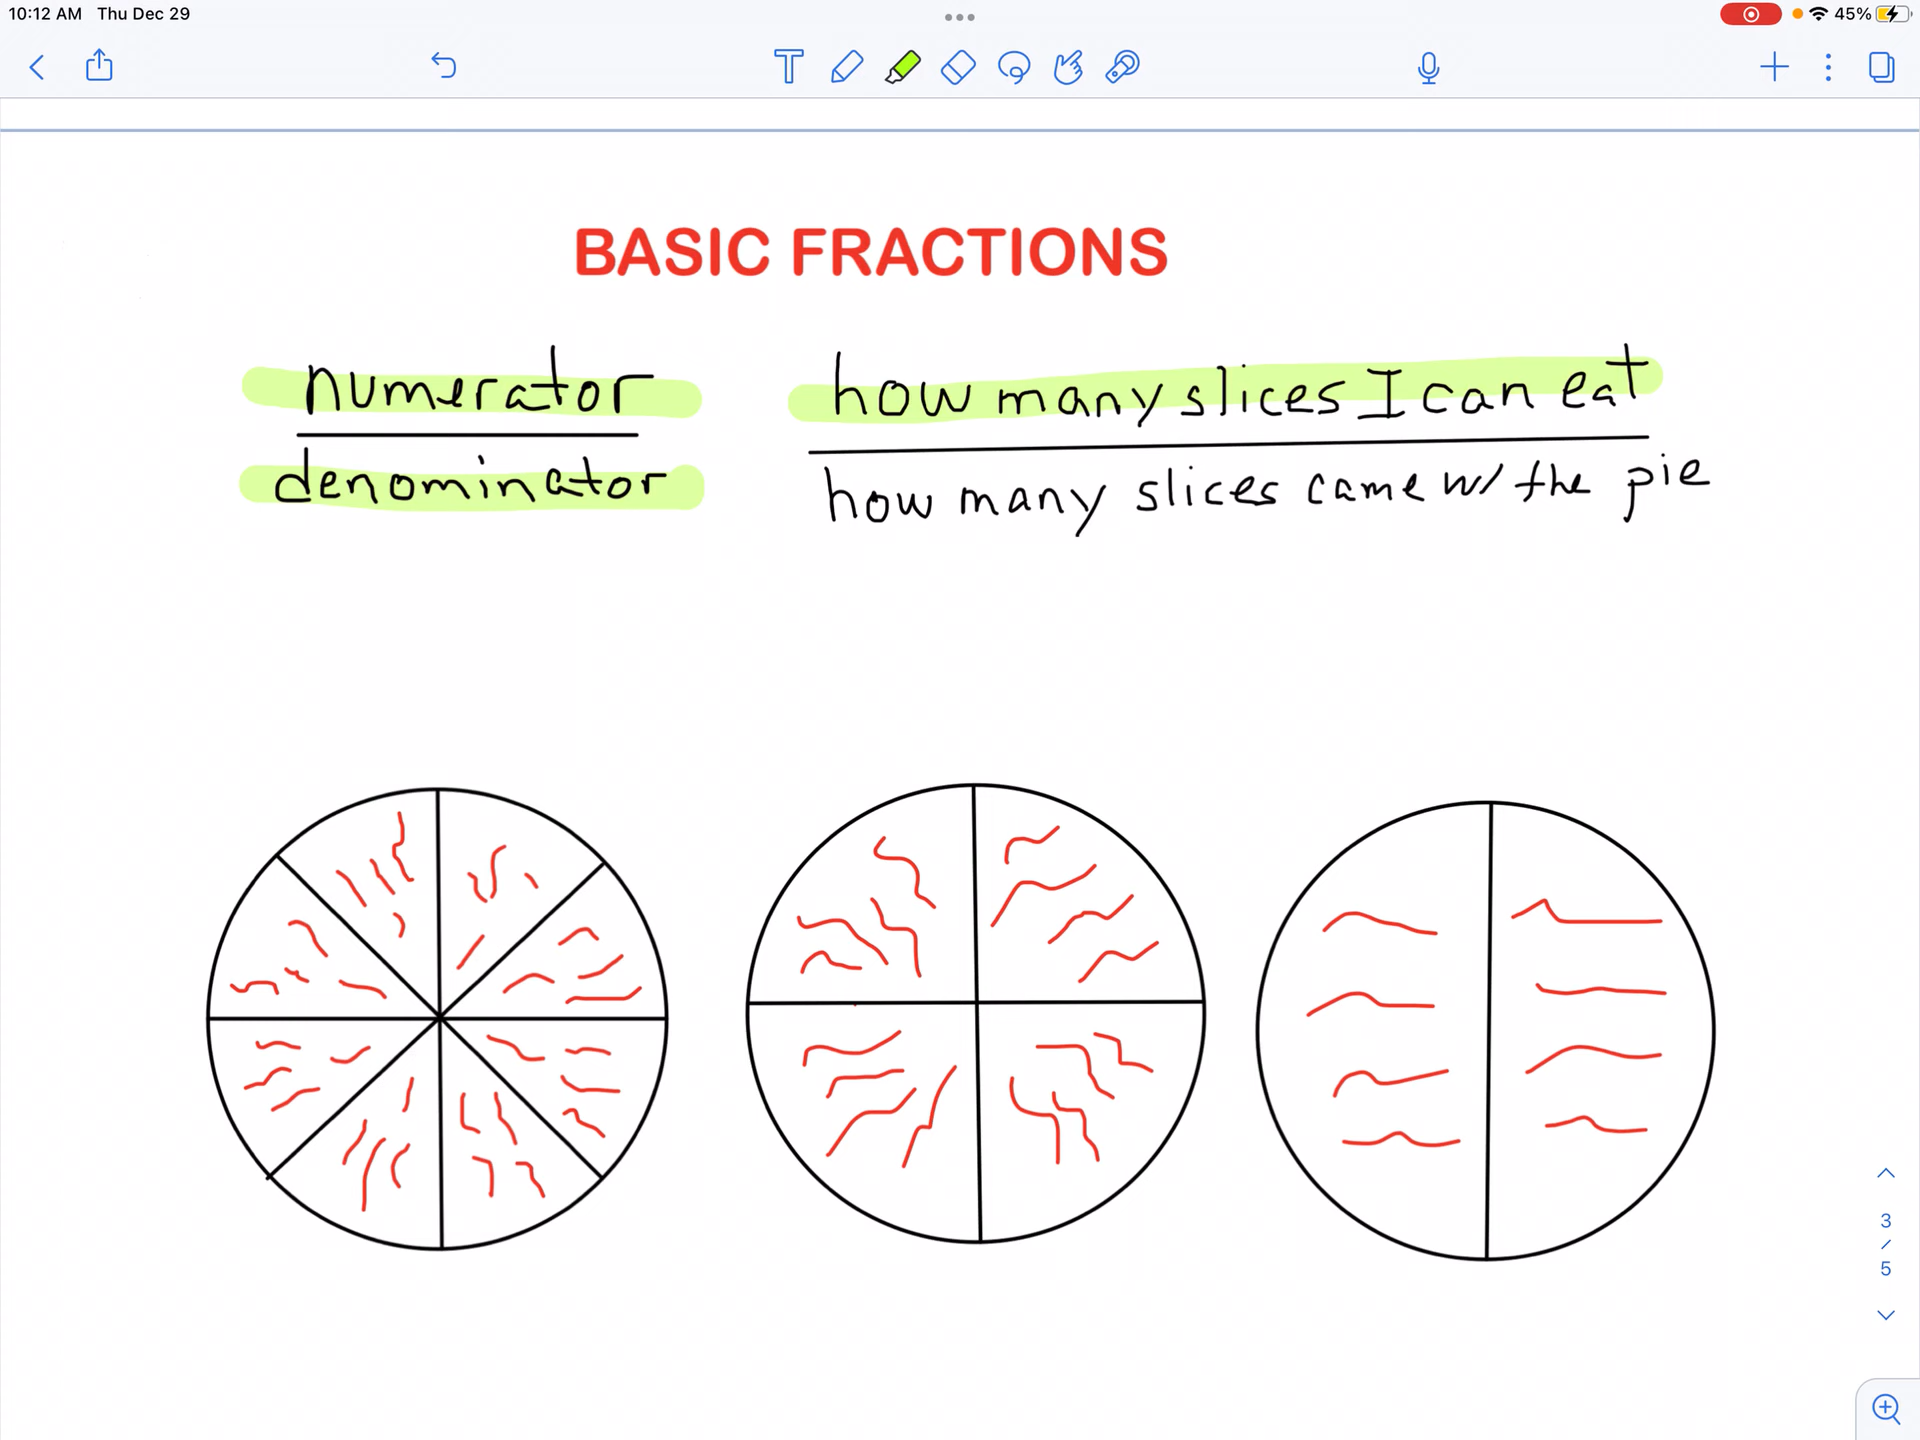 10:12 AM Thu Dec 29
45%
BASIC FRACTIONS
numerator
denominator
how many slices I can eat
how many slices came w/ the pie
3
/
5